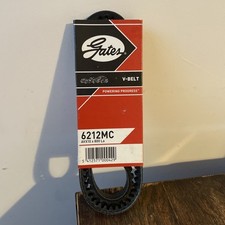 Gates
V-BELT
POWERING PROGRESS
6212MC